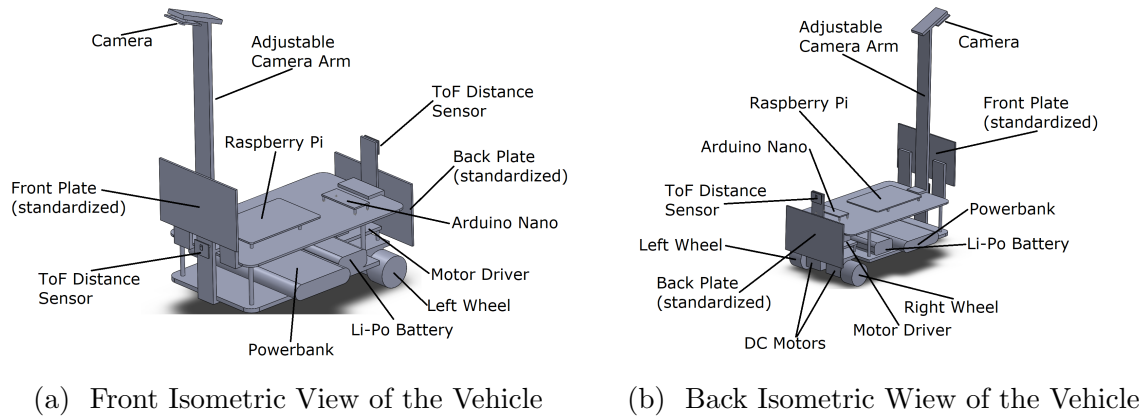 Camera
Adjustable
Camera Arm
ToF Distance
Sensor
Raspberry Pi
Back Plate
(standardized)
Front Plate
(standardized)
Arduino Nano
ToF Distance
Sensor
Motor Driver
Left Wheel
Li-Po Battery
Powerbank
(a) Front Isometric View of the Vehicle
Adjustable
Camera Arm
Camera
Raspberry Pi
Front Plate
(standardized)
Arduino Nano
ToF Distance
Sensor
Powerbank
Left Wheel
Li-Po Battery
Back Plate
(standardized)
Right Wheel
Motor Driver
DC Motors
(b) Back Isometric Wiew of the Vehicle